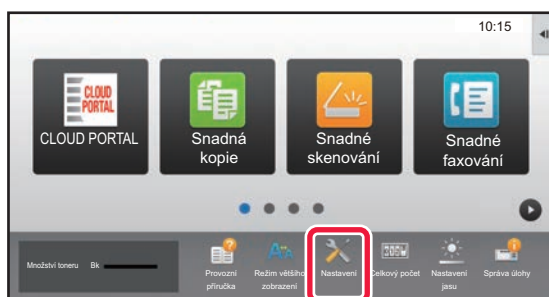 10:15
CLOUD
PORTAL
CLOUD PORTAL
Snadná
kopie
Snadné
skenování
Snadné
faxování
Množství toneru Bk
Provozní
příručka
Režim většího
zobrazení
Nastavení
Celkový počet
Nastavení
jasu
Správa úlohy